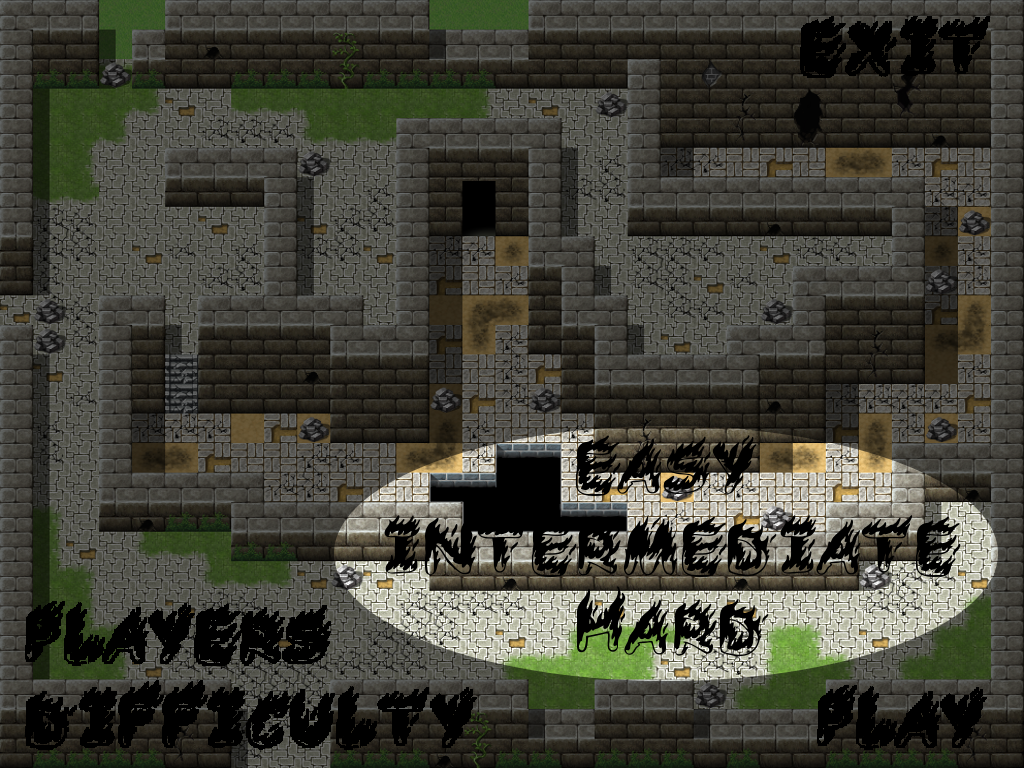 EXIT
EASY
INTERMEDIATE
HARD
PLAYERS
DIFFICULTY
PLAY